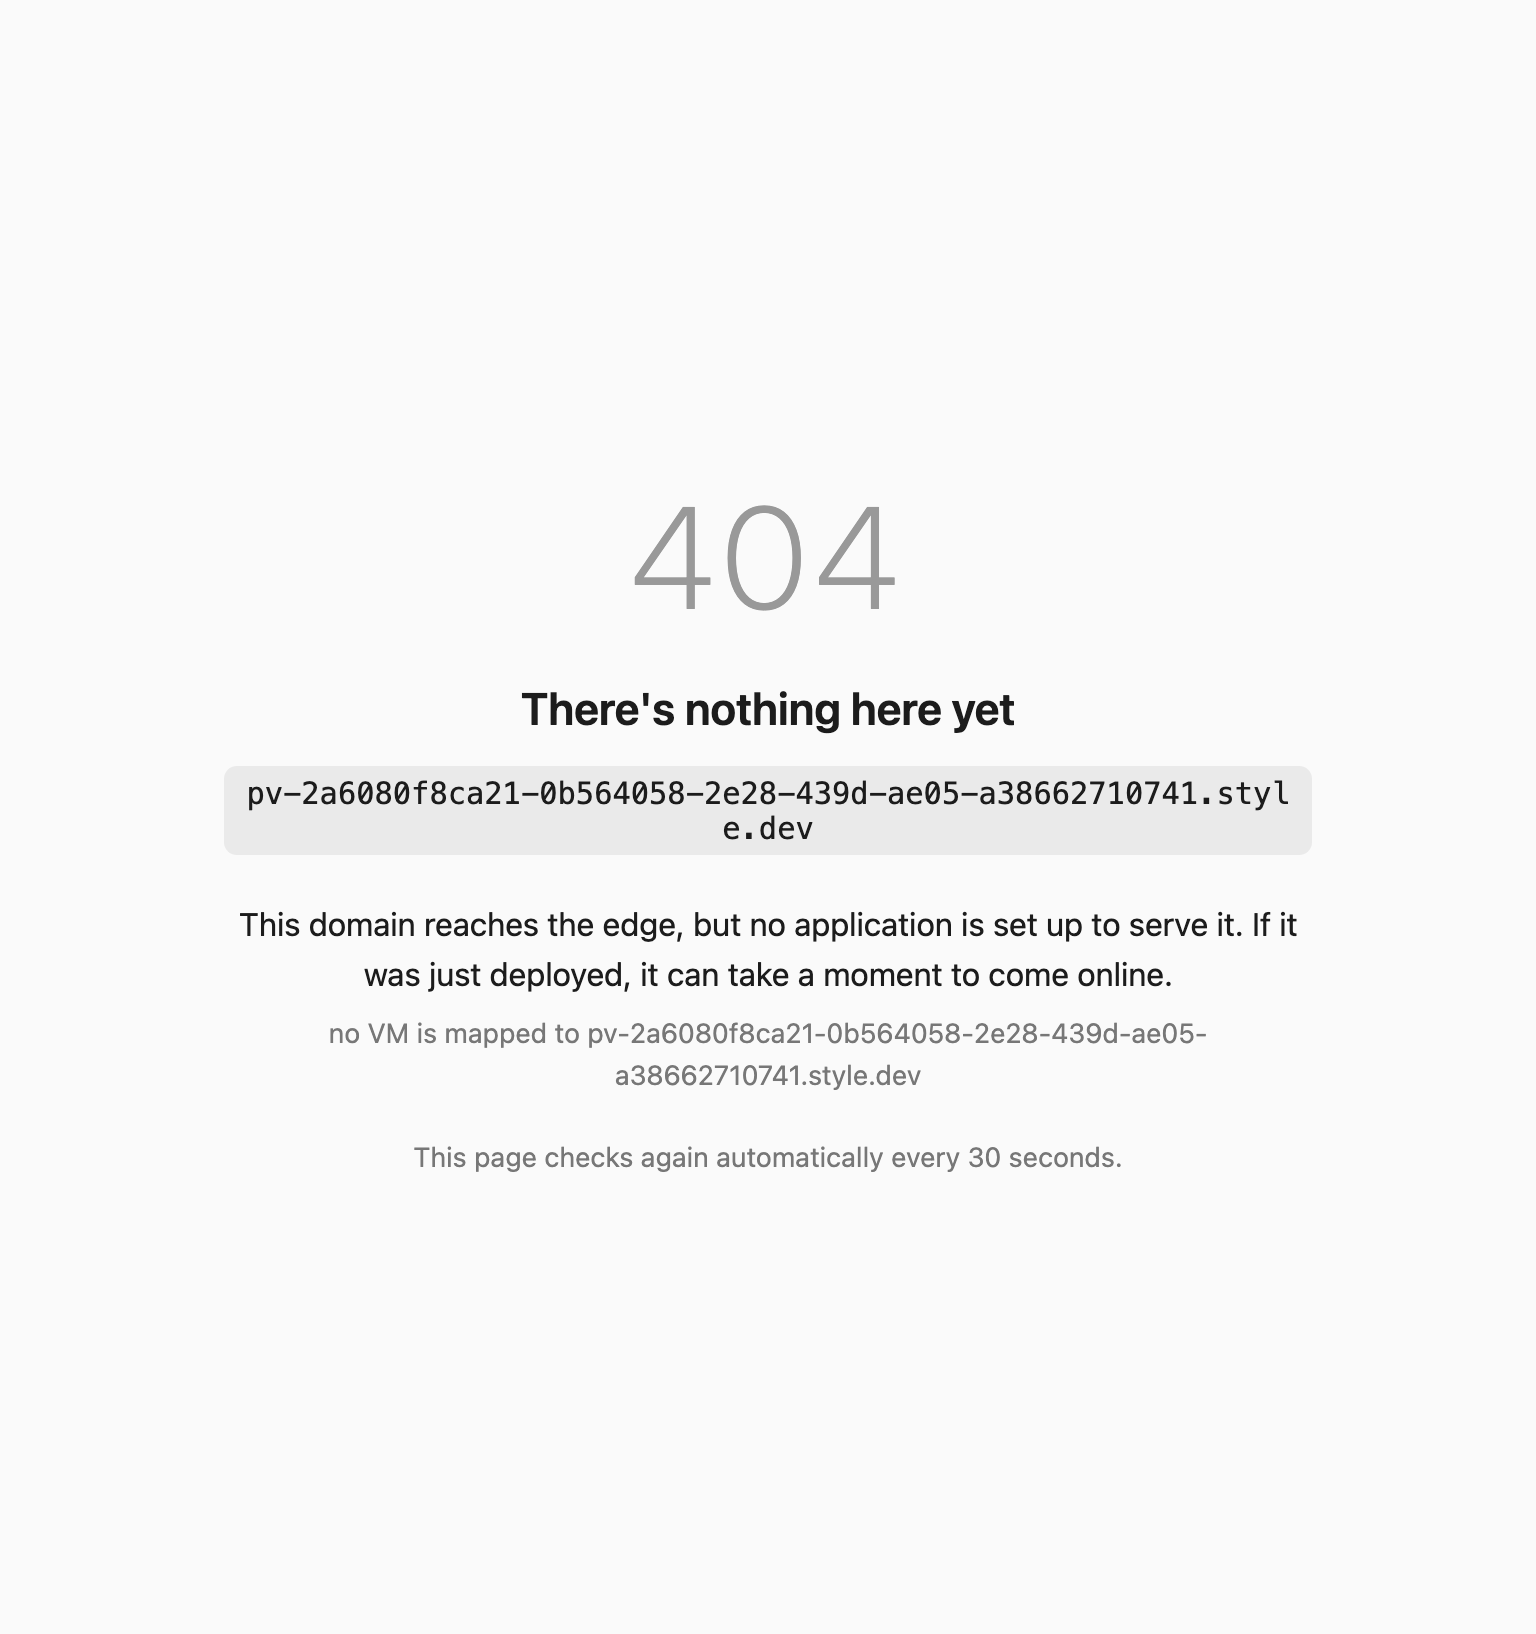 404
There's nothing here yet
pv-2a6080f8ca21-0b564058-2e28-439d-ae05-a38662710741.styl
e.dev
This domain reaches the edge, but no application is set up to serve it. If it
was just deployed, it can take a moment to come online.
no VM is mapped to pv-2a6080f8ca21-0b564058-2e28-439d-ae05-
a38662710741.style.dev
This page checks again automatically every 30 seconds.